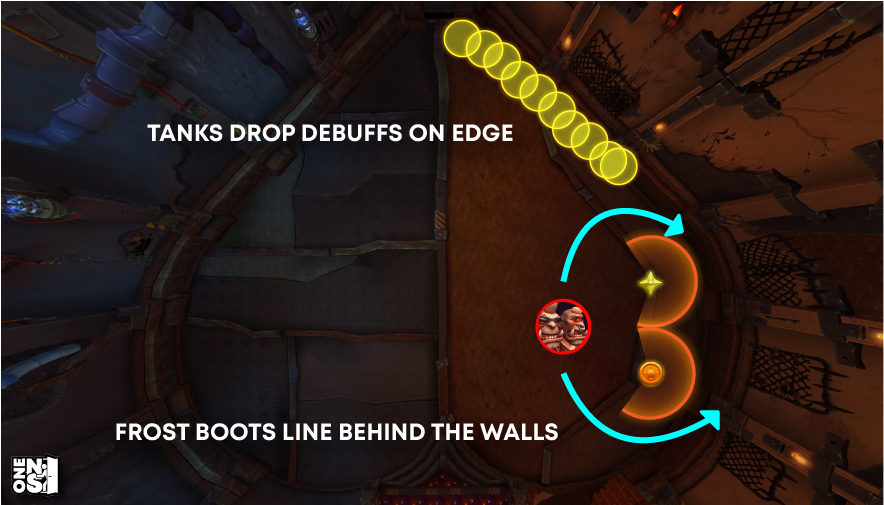 TANKS DROP DEBUFFS ON EDGE
FROST BOOTS LINE BEHIND THE WALLS